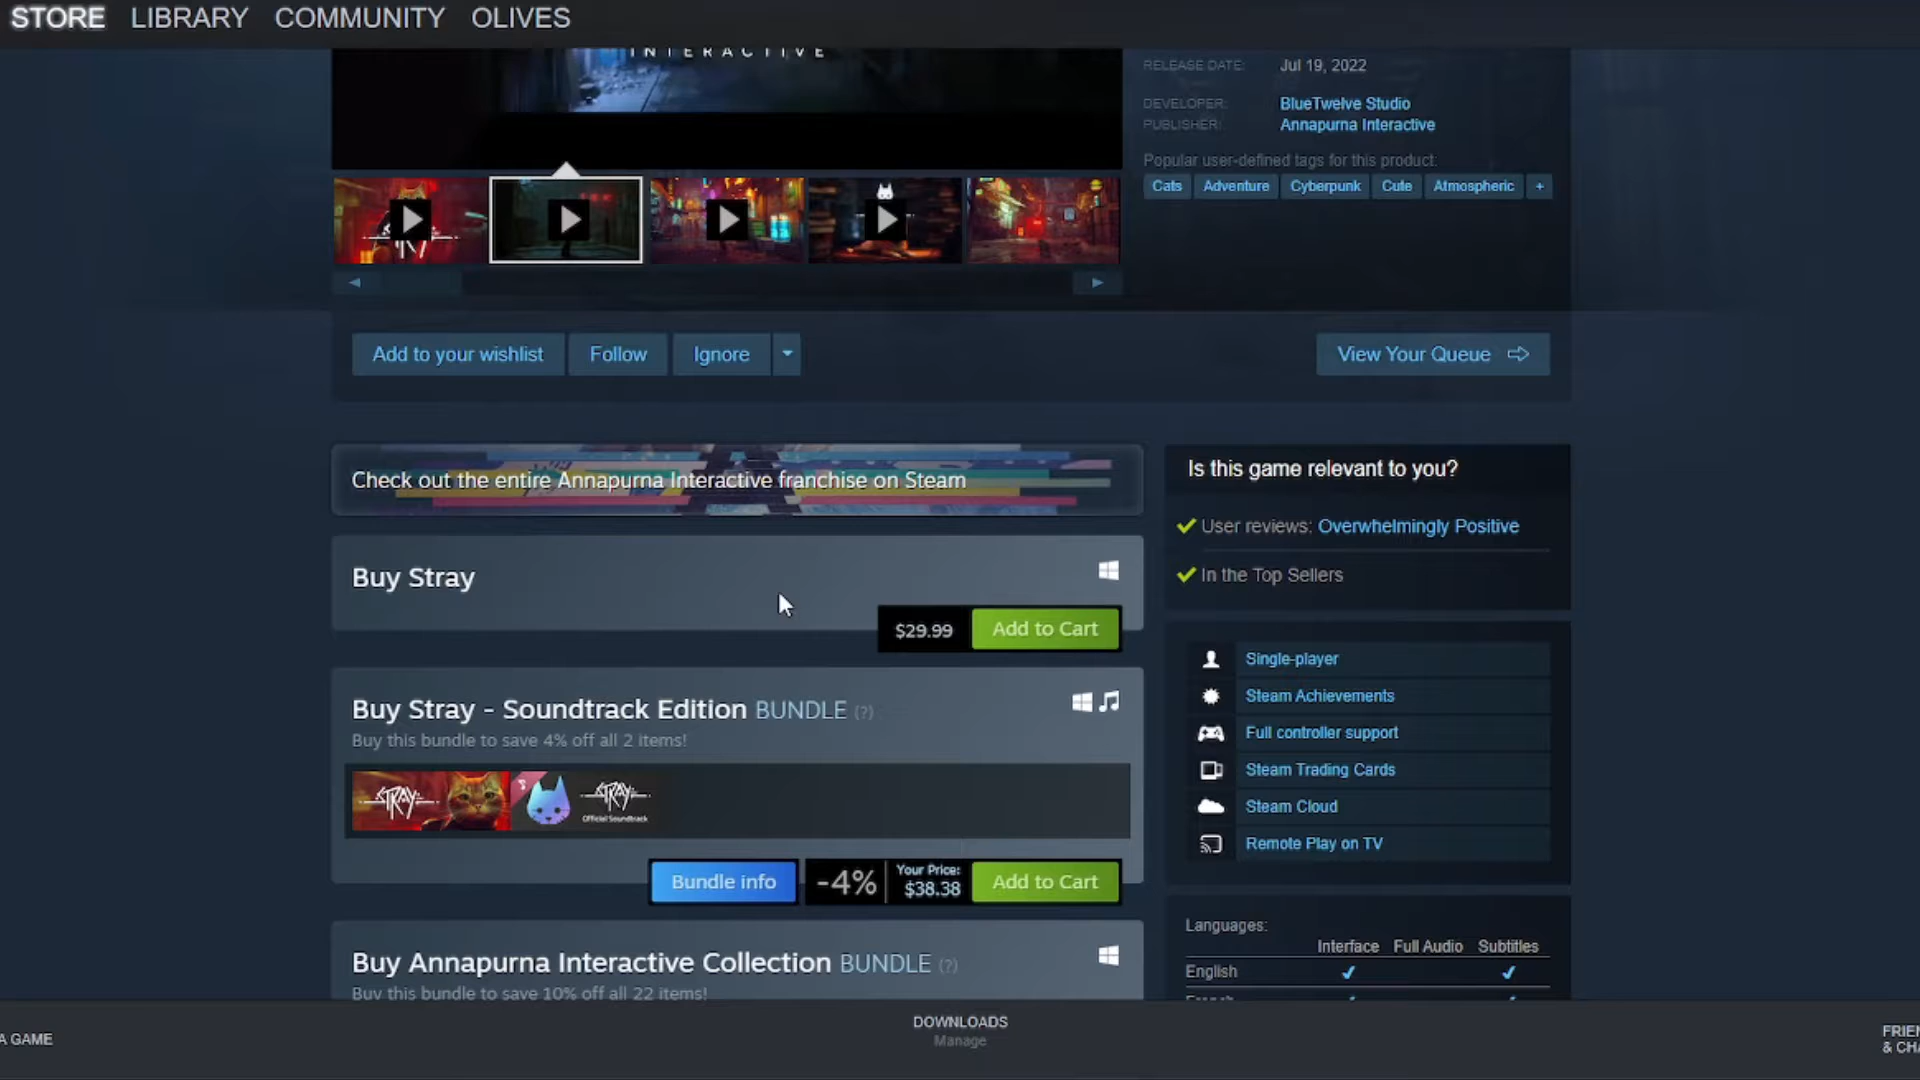 STORE LIBRARY COMMUNITY OLIVES
INTERACTIVE
RELEASE DATE: Jul 19, 2022
DEVELOPER: BlueTwelve Studio
PUBLISHER: Annapurna Interactive
Popular user-defined tags for this product:
Cats Adventure Cyberpunk Cute Atmospheric +
Add to your wishlist Follow Ignore View Your Queue
Check out the entire Annapurna Interactive franchise on Steam
Buy Stray
$29.99 Add to Cart
Buy Stray - Soundtrack Edition BUNDLE (?)
Buy this bundle to save 4% off all 2 items!
STRAY STRAY
Official Soundtrack
Bundle info -4% Your Price: $38.38 Add to Cart
Buy Annapurna Interactive Collection BUNDLE (?)
Buy this bundle to save 10% off all 22 items!
Is this game relevant to you?
User reviews: Overwhelmingly Positive
In the Top Sellers
Single-player
Steam Achievements
Full controller support
Steam Trading Cards
Steam Cloud
Remote Play on TV
Languages:
Interface Full Audio Subtitles
English
A GAME
DOWNLOADS
Manage
FRIEN
& CHA